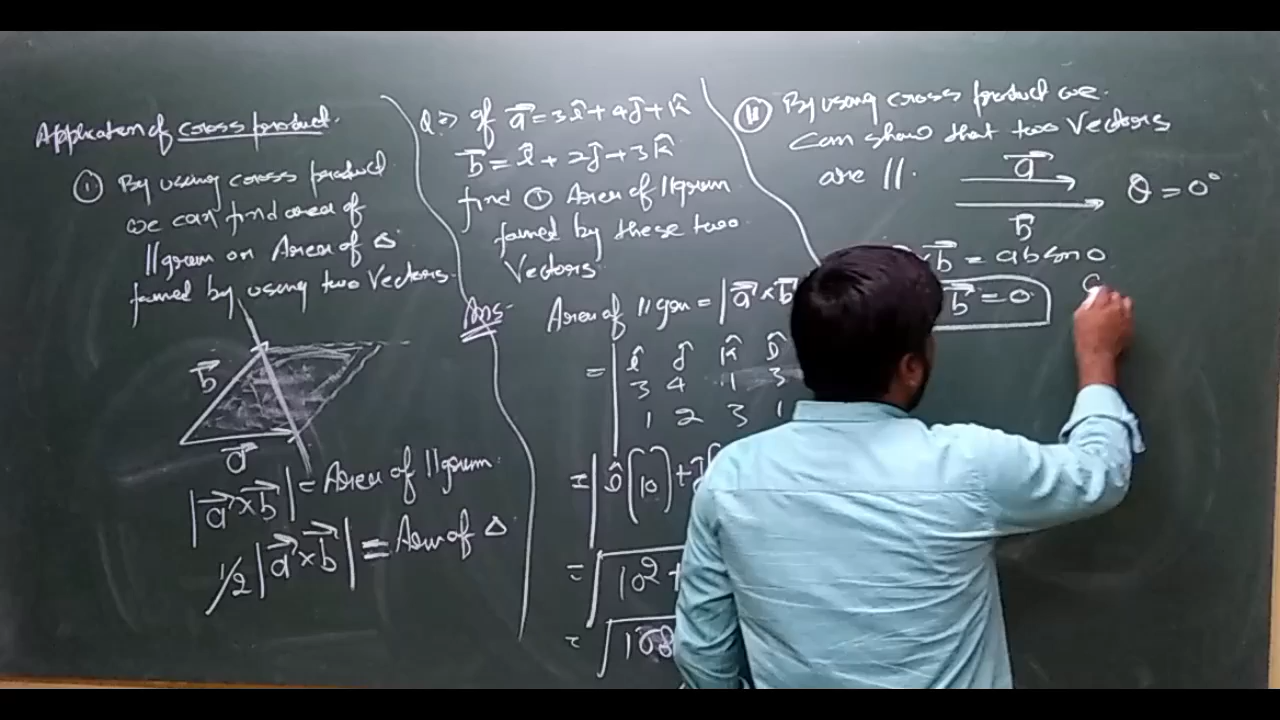 Application of cross product.
① By using cross product
we can find area of
||gram or Area of Δ
formed by using two vectors.
b⃗
a⃗
|a⃗×b⃗| = Area of ||gram.
1/2 |a⃗×b⃗| = Area of Δ
Q ⇒ If a⃗ = 3î + 4ĵ + k̂
b⃗ = î + 2ĵ + 3k̂
find ① Area of ||gram
formed by these two
Vectors.
Ans: Area of ||gm = |a⃗×b⃗
= | î ĵ k̂
3 4 1 3
1 2 3 1
= | î(10) + ĵ(
= √10² +
= √108
⑪ By using cross product we
can show that two Vectors
are ||.
a⃗
b⃗
θ = 0°
×b⃗ = ab sin 0
b⃗ = 0